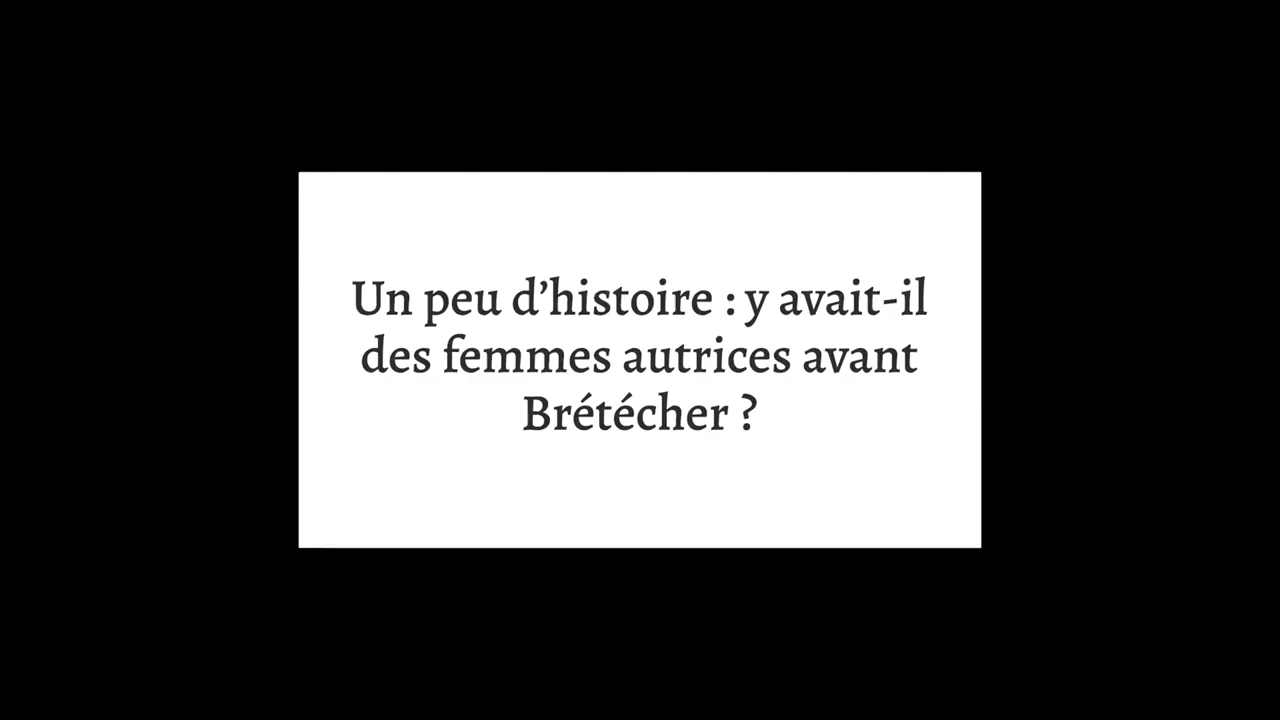 Un peu d’histoire : y avait-il
des femmes autrices avant
Brétécher ?